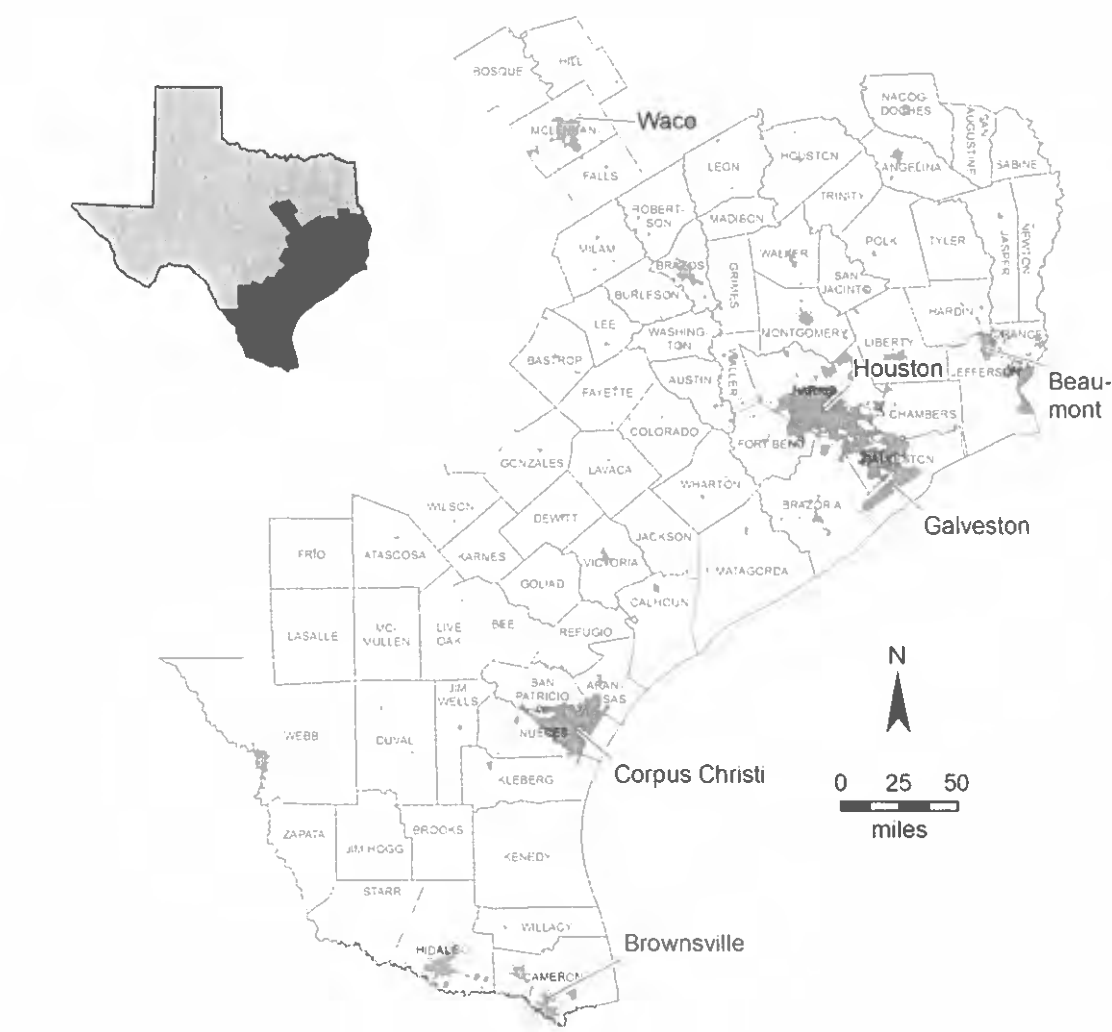 HILL
BOSQUE
NACOG-
DOCHES
SAN
AUGUSTINE
Waco
MCLENNAN
LEON
HOUSTON
ANGELINA
SABINE
FALLS
TRINITY
ROBERT-
SON
MADISON
MILAM
WALKER
POLK
TYLER
JASPER
NEWTON
BRAZOS
GRIMES
SAN
JACINTO
BURLESON
HARDIN
LEE
WASHING-
TON
MONTGOMERY
LIBERTY
ORANGE
BASTROP
WALLER
Houston
JEFFERSON
Beau-
mont
AUSTIN
FAYETTE
HARRIS
CHAMBERS
COLORADO
FORT BEND
GONZALES
LAVACA
GALVESTON
WHARTON
BRAZORIA
WILSON
DEWITT
Galveston
JACKSON
FRIO
ATASCOSA
KARNES
VICTORIA
MATAGORDA
GOLIAD
CALHOUN
LASALLE
MC-
MULLEN
LIVE
OAK
BEE
REFUGIO
N
JIM
WELLS
SAN
PATRICIO
ARAN-
SAS
WEBB
DUVAL
NUECES
Corpus Christi
KLEBERG
0 25 50
miles
ZAPATA
JIM HOGG
BROOKS
KENEDY
STARR
WILLACY
HIDALGO
Brownsville
CAMERON